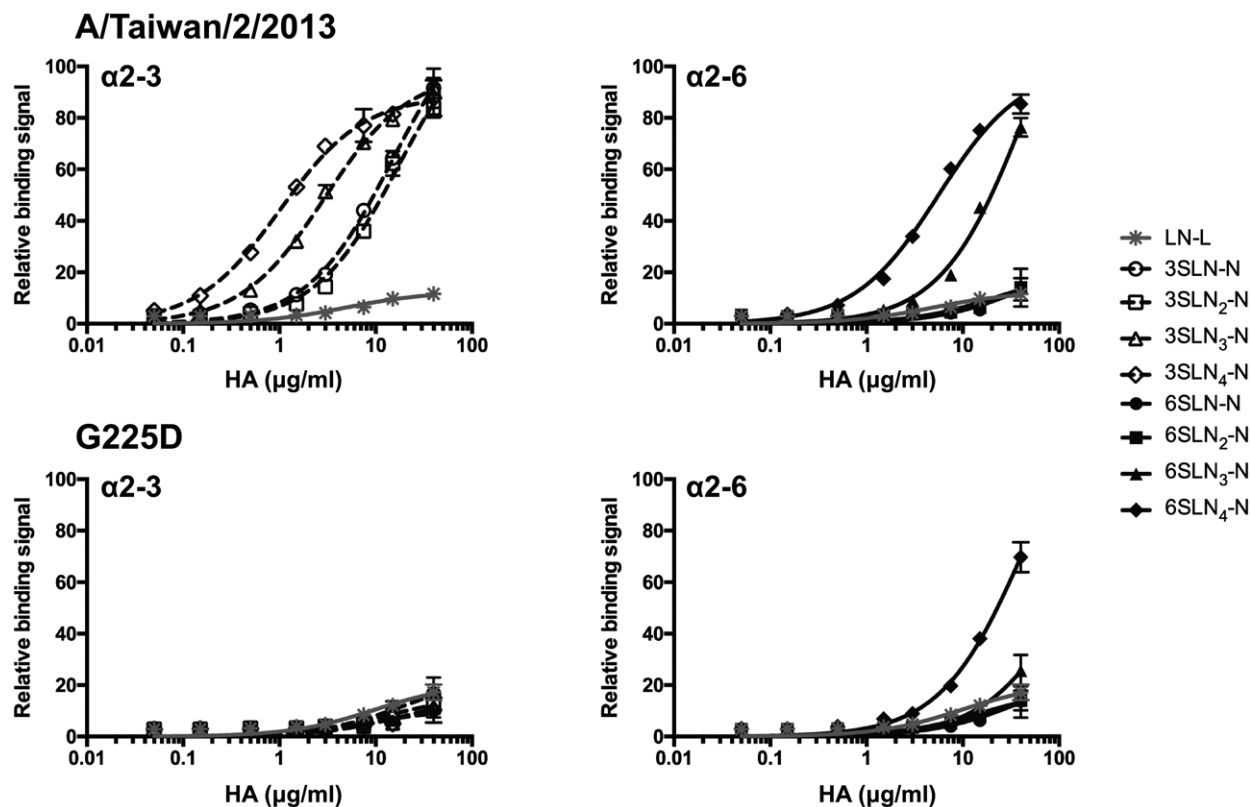 A/Taiwan/2/2013
α2-3
Relative binding signal
100
80
60
40
20
0
0.01
0.1
1
10
100
HA (μg/ml)
α2-6
Relative binding signal
100
80
60
40
20
0
0.01
0.1
1
10
100
HA (μg/ml)
G225D
α2-3
Relative binding signal
100
80
60
40
20
0
0.01
0.1
1
10
100
HA (μg/ml)
α2-6
Relative binding signal
100
80
60
40
20
0
0.01
0.1
1
10
100
HA (μg/ml)
LN-L
3SLN-N
3SLN₂-N
3SLN₃-N
3SLN₄-N
6SLN-N
6SLN₂-N
6SLN₃-N
6SLN₄-N